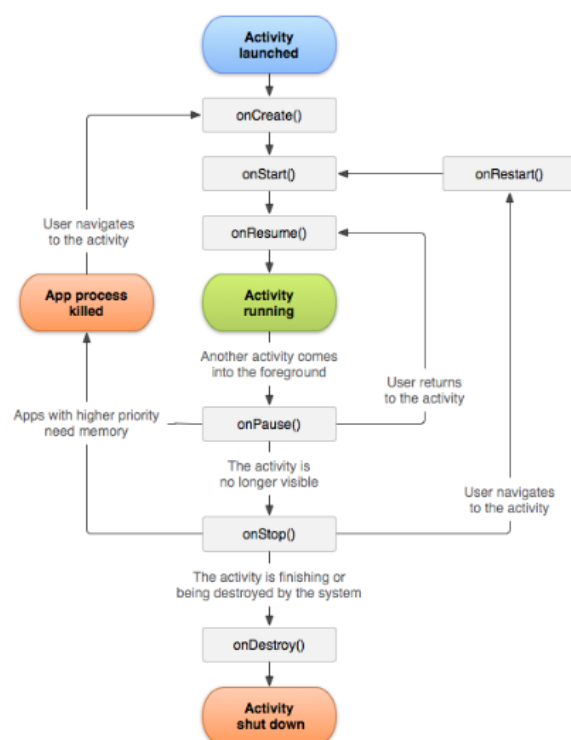 Activity
launched
onCreate()
onStart()
onRestart()
User navigates
to the activity
onResume()
App process
killed
Activity
running
Another activity comes
into the foreground
User returns
to the activity
Apps with higher priority
need memory
onPause()
The activity is
no longer visible
User navigates
to the activity
onStop()
The activity is finishing or
being destroyed by the system
onDestroy()
Activity
shut down